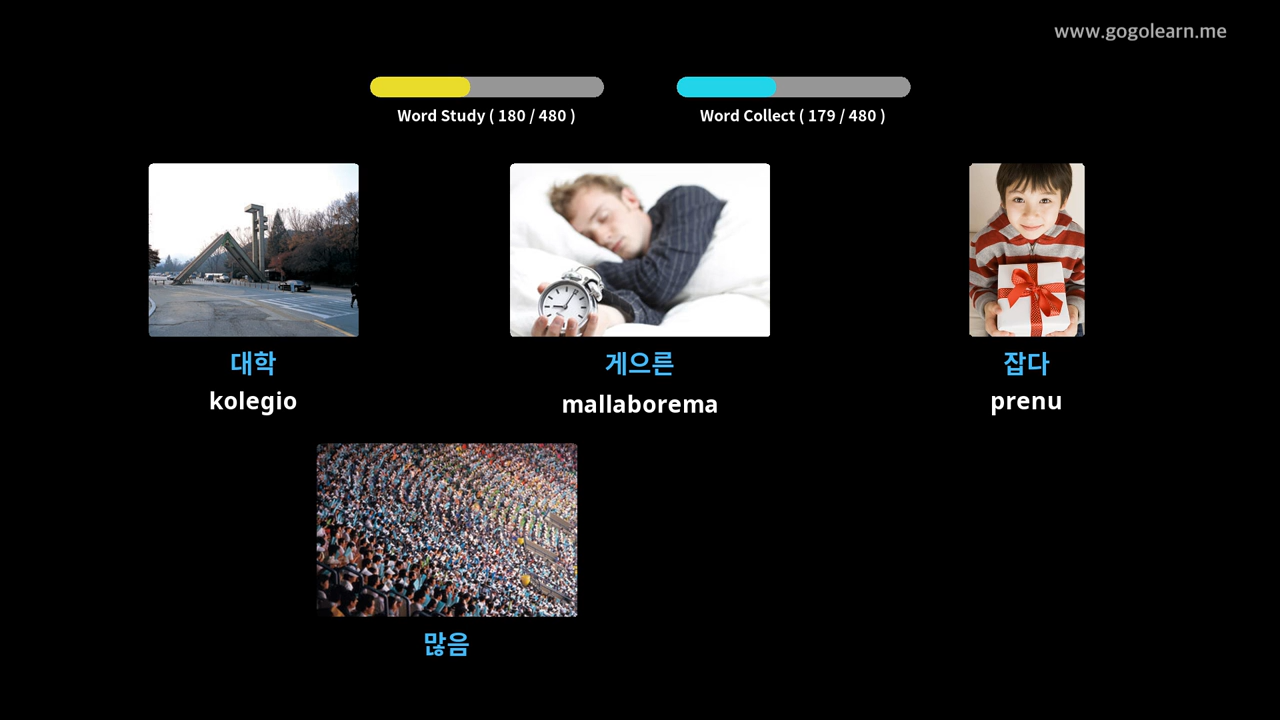 www.gogolearn.me
Word Study ( 180 / 480 )
Word Collect ( 179 / 480 )
대학
kolegio
게으른
mallaborema
잡다
prenu
많음